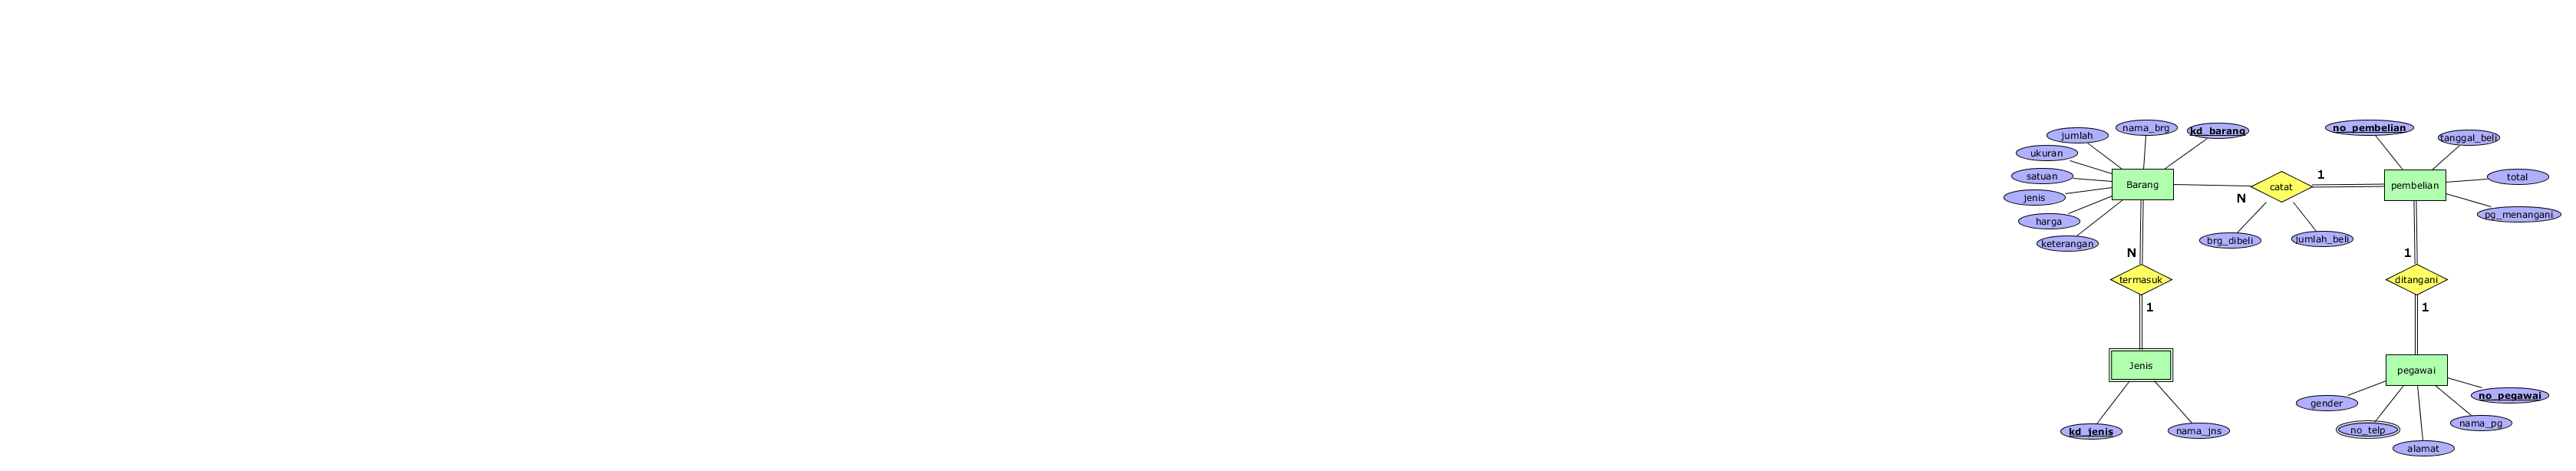 nama_brg
kd_barang
no_pembelian
jumlah
tanggal_beli
ukuran
satuan
1
total
Barang
catat
pembelian
jenis
N
harga
pg_menangani
keterangan
brg_dibeli
jumlah_beli
N
1
termasuk
ditangani
1
1
Jenis
pegawai
no_pegawai
gender
kd_jenis
nama_jns
no_telp
nama_pg
alamat